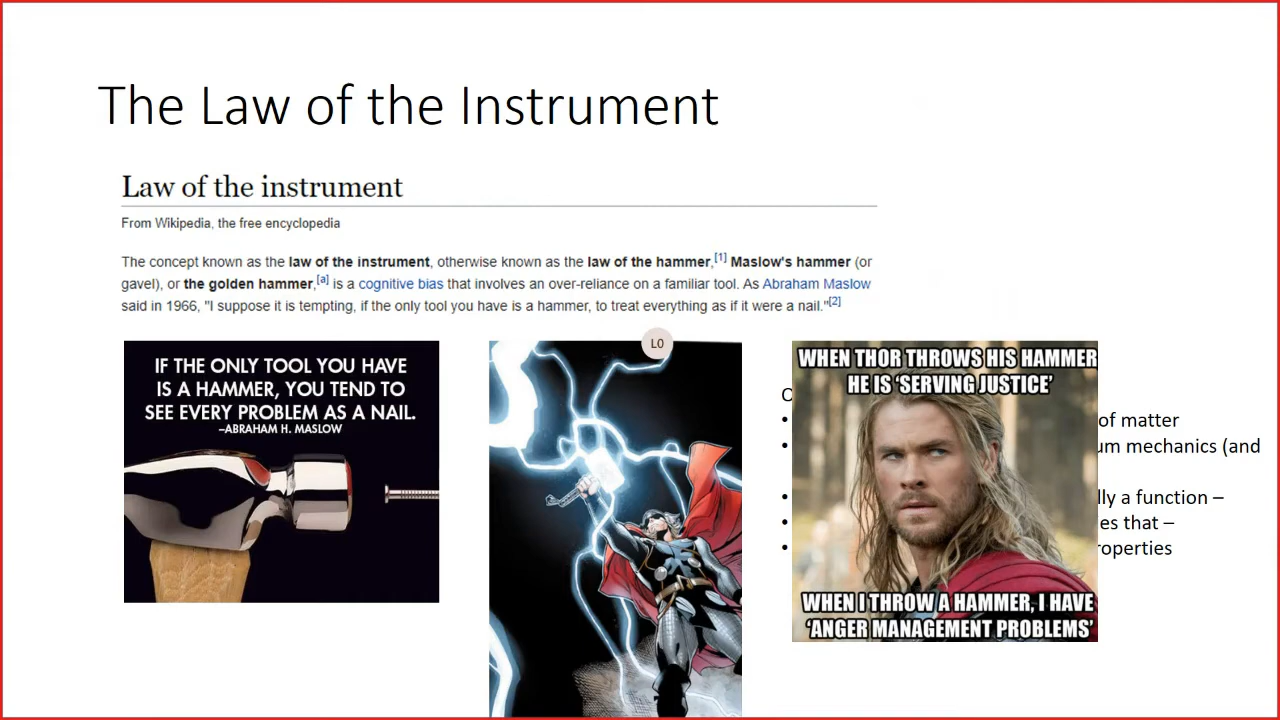 The Law of the Instrument
Law of the instrument
From Wikipedia, the free encyclopedia
The concept known as the law of the instrument, otherwise known as the law of the hammer,[1] Maslow's hammer (or
gavel), or the golden hammer,[a] is a cognitive bias that involves an over-reliance on a familiar tool. As Abraham Maslow
said in 1966, "I suppose it is tempting, if the only tool you have is a hammer, to treat everything as if it were a nail."[2]
IF THE ONLY TOOL YOU HAVE
IS A HAMMER, YOU TEND TO
SEE EVERY PROBLEM AS A NAIL.
–ABRAHAM H. MASLOW
LO
WHEN THOR THROWS HIS HAMMER
HE IS 'SERVING JUSTICE'
WHEN I THROW A HAMMER, I HAVE
'ANGER MANAGEMENT PROBLEMS'
of matter
mechanics (and
a function –
that –